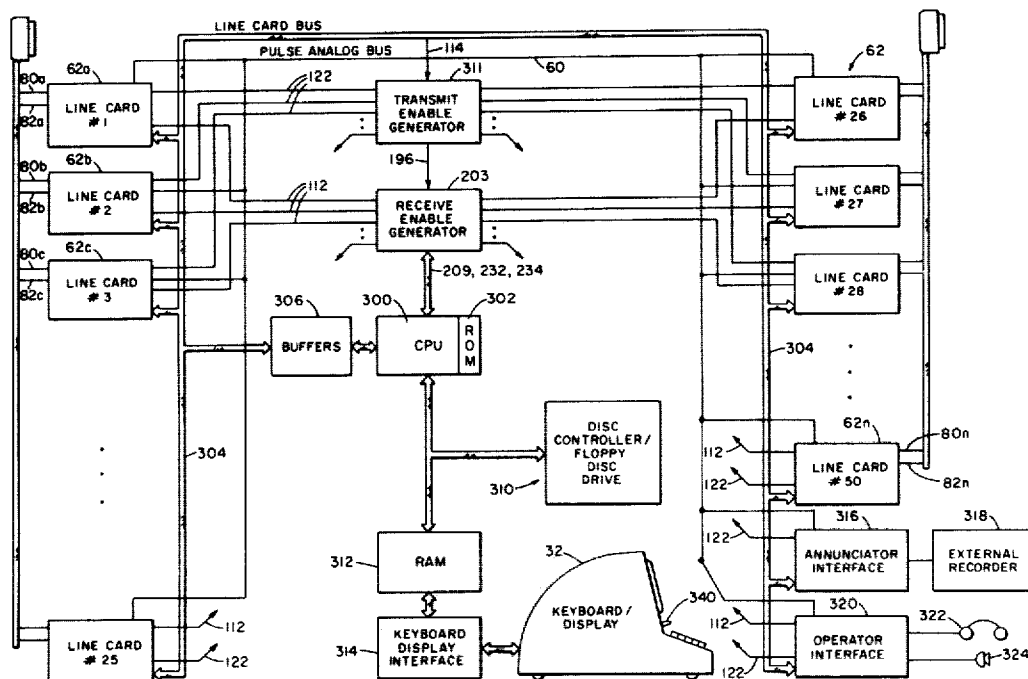 LINE CARD BUS
PULSE ANALOG BUS
114
60
311
62
62a
122
80a
82a
LINE CARD
#1
TRANSMIT
ENABLE
GENERATOR
LINE CARD
#26
196
62b
80b
82b
LINE CARD
#2
112
203
RECEIVE
ENABLE
GENERATOR
LINE CARD
#27
62c
80c
82c
LINE CARD
#3
209, 232, 234
LINE CARD
#28
306
BUFFERS
300
CPU
302
ROM
304
304
DISC
CONTROLLER/
FLOPPY
DISC
DRIVE
310
62n
112
122
LINE CARD
#50
80n
82n
316
318
122
ANNUNCIATOR
INTERFACE
EXTERNAL
RECORDER
312
RAM
32
KEYBOARD/
DISPLAY
340
320
112
122
OPERATOR
INTERFACE
322
324
LINE CARD
#25
112
122
314
KEYBOARD
DISPLAY
INTERFACE